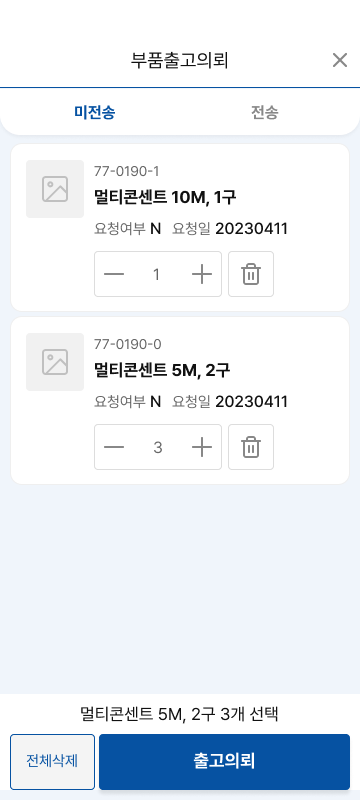 부품출고의뢰
미전송 전송
77-0190-1
멀티콘센트 10M, 1구
요청여부 N 요청일 20230411
1
77-0190-0
멀티콘센트 5M, 2구
요청여부 N 요청일 20230411
3
멀티콘센트 5M, 2구 3개 선택
전체삭제 출고의뢰